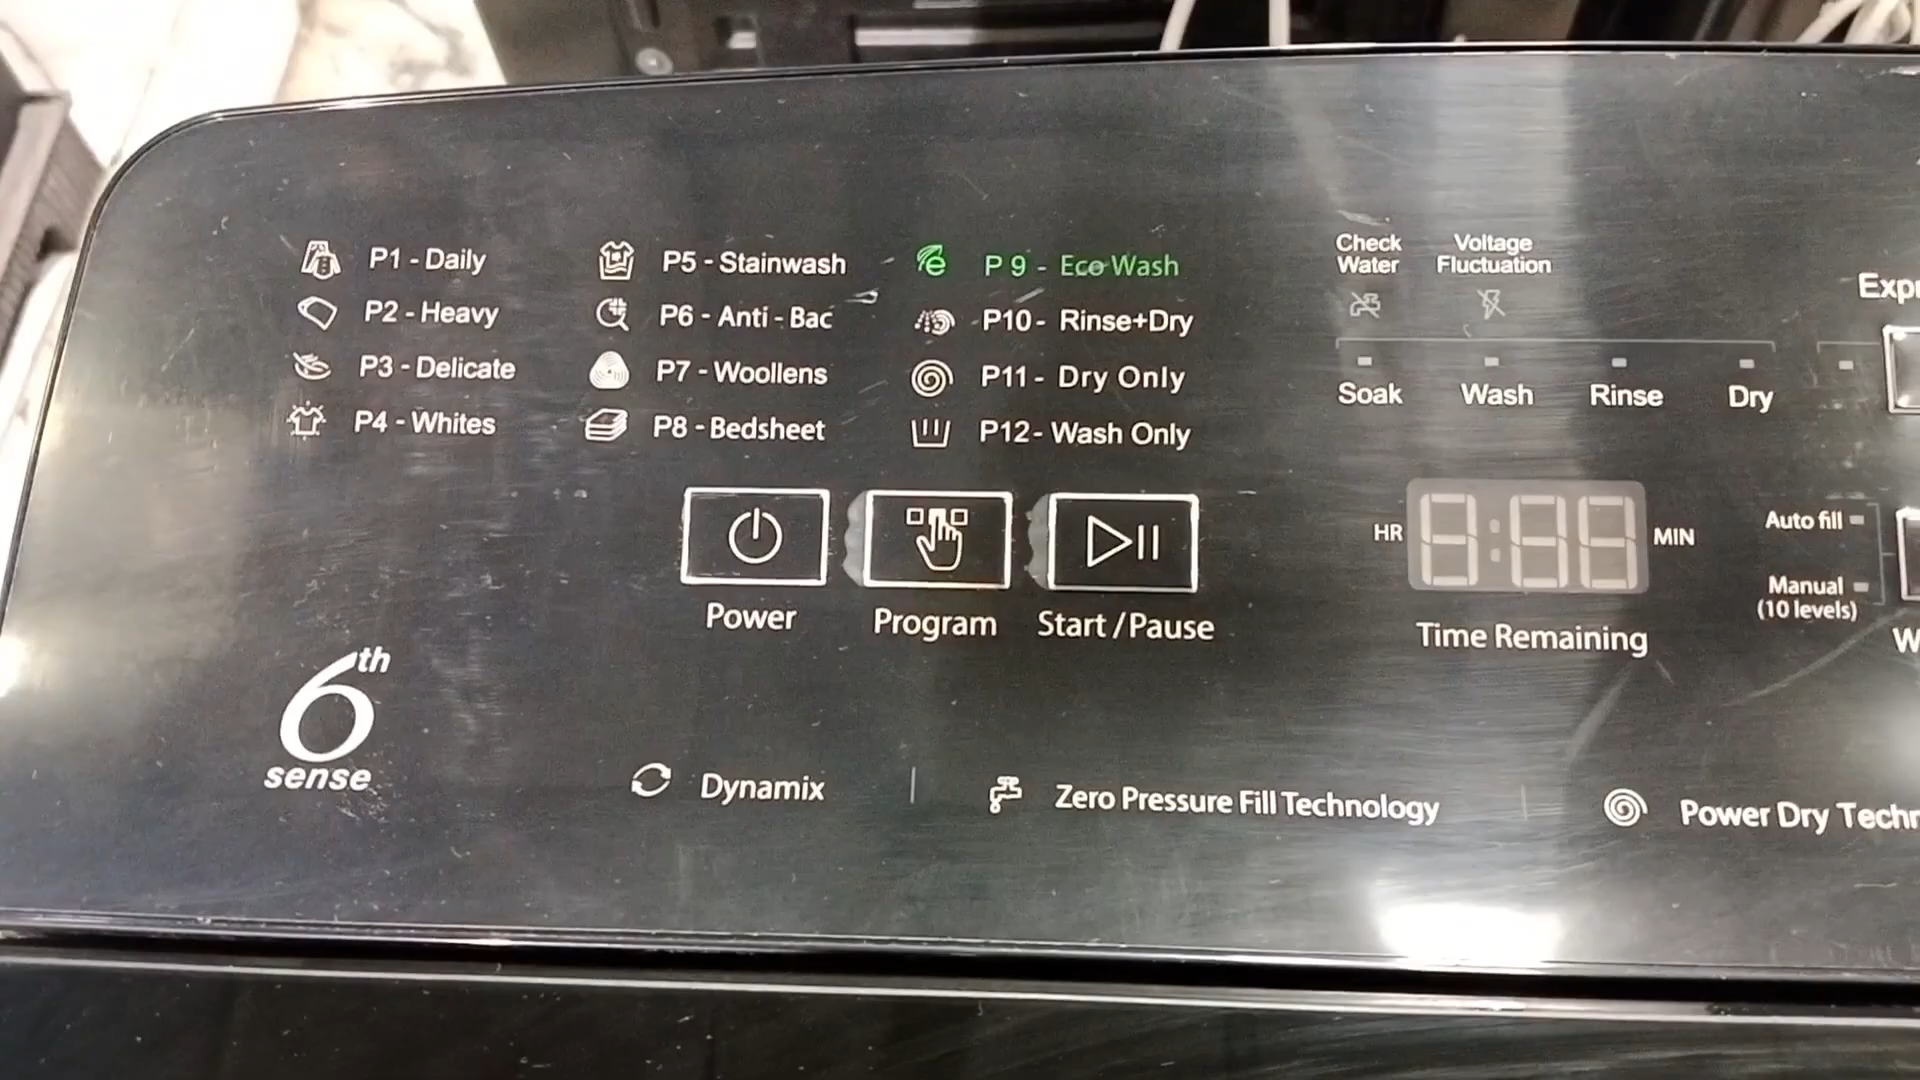 P1 - Daily
P2 - Heavy
P3 - Delicate
P4 - Whites
P5 - Stainwash
P6 - Anti - Bac
P7 - Woollens
P8 - Bedsheet
P 9 - Eco Wash
P10- Rinse+Dry
P11- Dry Only
P12- Wash Only
Check
Water
Voltage
Fluctuation
Soak Wash Rinse Dry
Power
Program
Start /Pause
HR
MIN
Time Remaining
Auto fill
Manual
(10 levels)
6th
sense
Dynamix
Zero Pressure Fill Technology
Power Dry